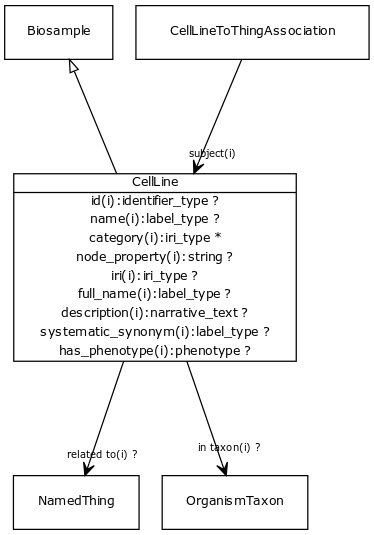 Biosample
CellLineToThingAssociation
subject(i)
CellLine
id(i):identifier_type ?
name(i):label_type ?
category(i):iri_type *
node_property(i):string ?
iri(i):iri_type ?
full_name(i):label_type ?
description(i):narrative_text ?
systematic_synonym(i):label_type ?
has_phenotype(i):phenotype ?
related to(i) ?
in taxon(i) ?
NamedThing
OrganismTaxon